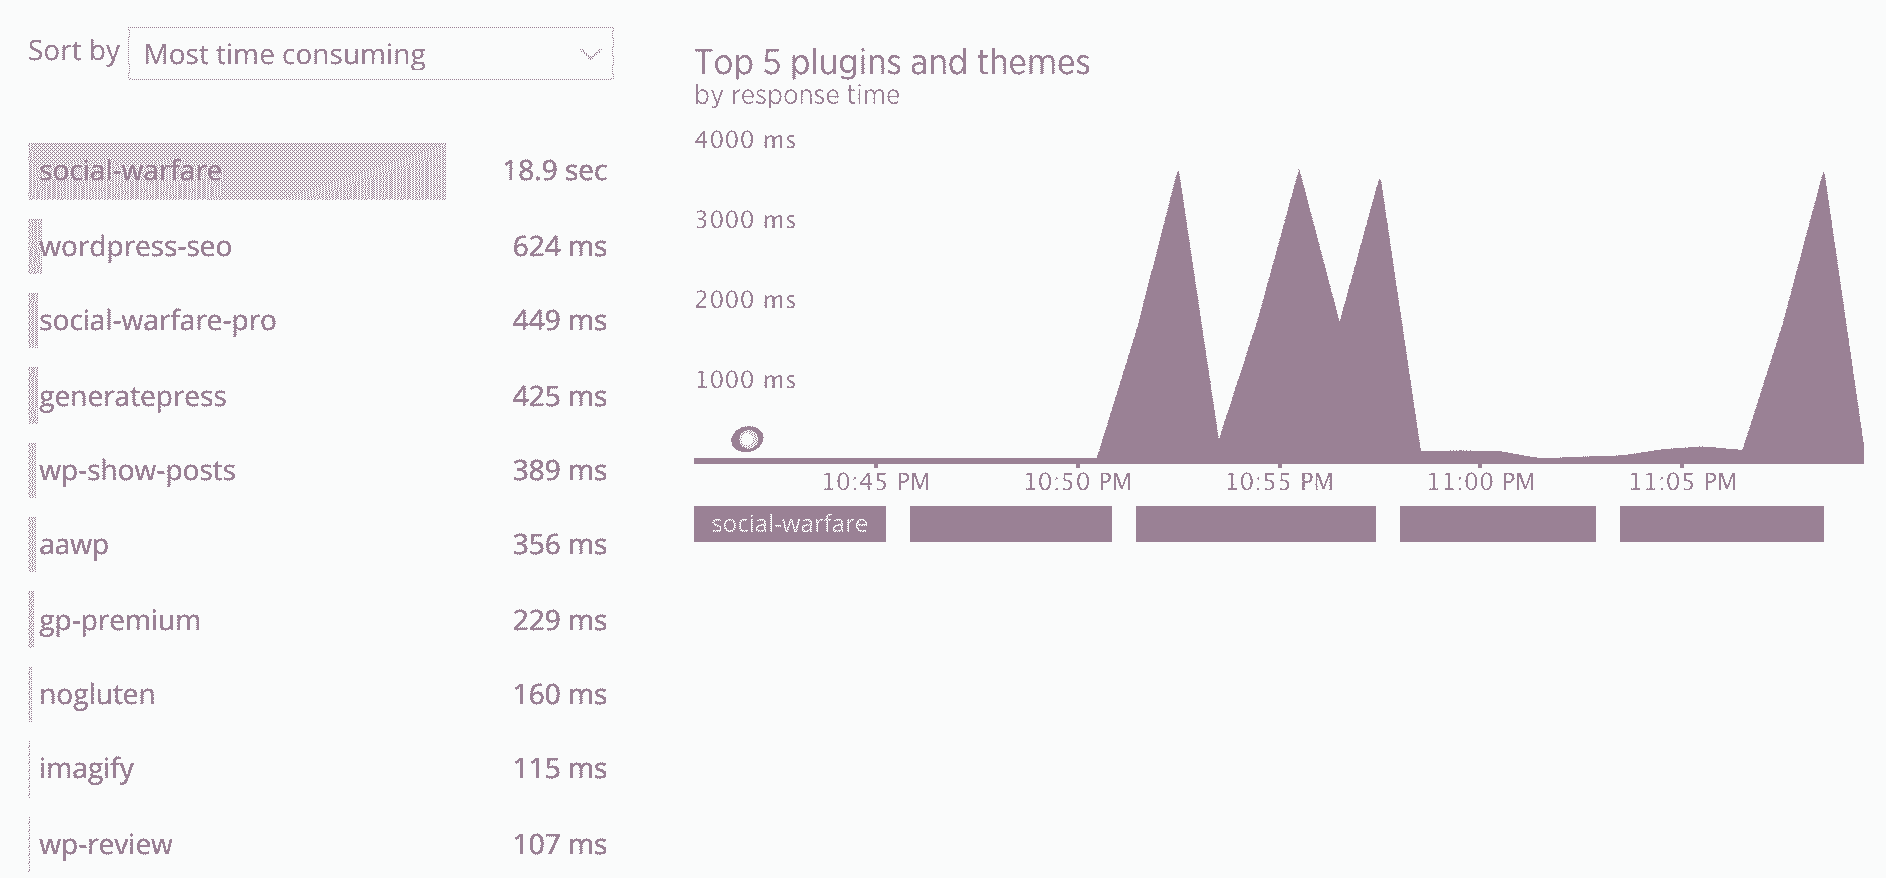 Sort by Most time consuming
social-warfare 18.9 sec
wordpress-seo 624 ms
social-warfare-pro 449 ms
generatepress 425 ms
wp-show-posts 389 ms
aawp 356 ms
gp-premium 229 ms
nogluten 160 ms
imagify 115 ms
wp-review 107 ms
Top 5 plugins and themes
by response time
4000 ms
3000 ms
2000 ms
1000 ms
10:45 PM 10:50 PM 10:55 PM 11:00 PM 11:05 PM
social-warfare